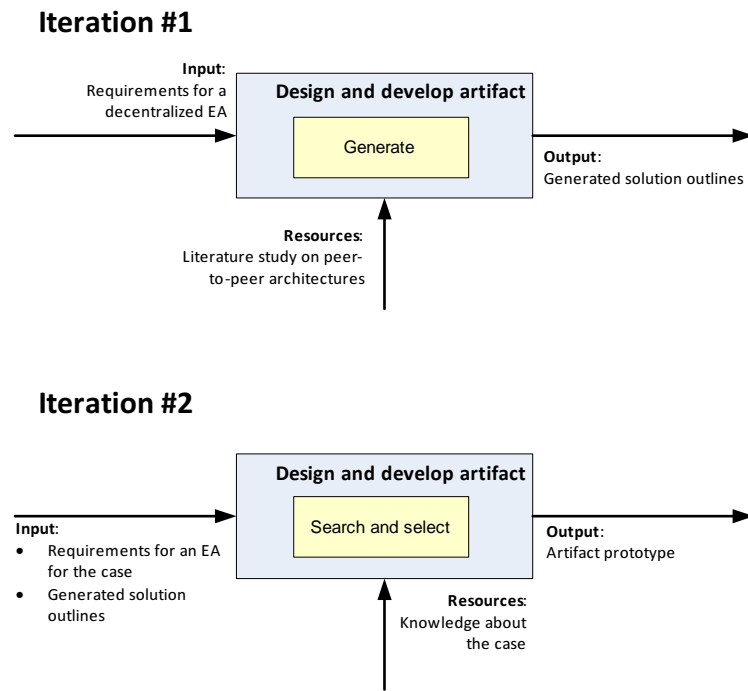 Iteration #1
Input:
Requirements for a
decentralized EA
Design and develop artifact
Generate
Output:
Generated solution outlines
Resources:
Literature study on peer-
to-peer architectures
Iteration #2
Design and develop artifact
Search and select
Input:
• Requirements for an EA
for the case
• Generated solution
outlines
Output:
Artifact prototype
Resources:
Knowledge about
the case